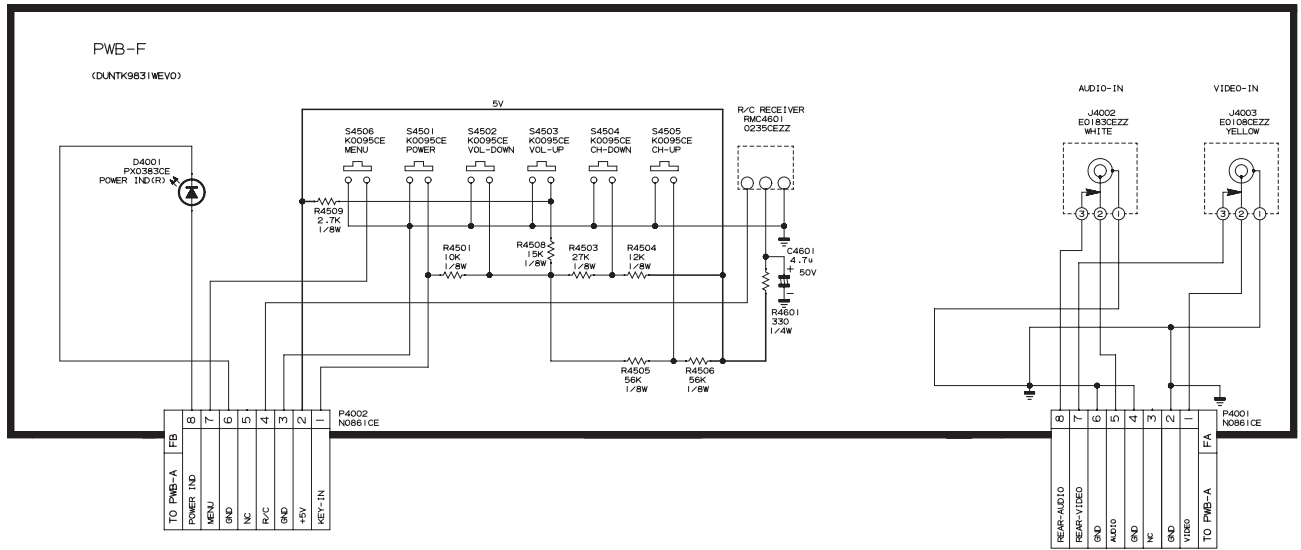 PWB-F
(DUNTK9831WEV0)
5V
D4001
PX0383CE
POWER IND(R)
S4506
K0095CE
MENU
S4501
K0095CE
POWER
S4502
K0095CE
VOL-DOWN
S4503
K0095CE
VOL-UP
S4504
K0095CE
CH-DOWN
S4505
K0095CE
CH-UP
R/C RECEIVER
RMC4601
0235CEZZ
AUDIO-IN
J4002
E0183CEZZ
WHITE
VIDEO-IN
J4003
E0108CEZZ
YELLOW
3 2 1
3 2 1
R4509
2.7K
1/8W
R4501
10K
1/8W
R4508
15K
1/8W
R4503
27K
1/8W
R4504
12K
1/8W
C4601
4.7u
+ 50V
-
R4601
330
1/4W
R4505
56K
1/8W
R4506
56K
1/8W
P4002
N0861CE
TO PWB-A FB
8 POWER IND
7 MENU
6 GND
5 NC
4 R/C
3 GND
2 +5V
1 KEY-IN
P4001
N0861CE
8 REAR-AUDIO
7 REAR-VIDEO
6 GND
5 AUDIO
4 GND
3 NC
2 GND
1 VIDEO
TO PWB-A FA